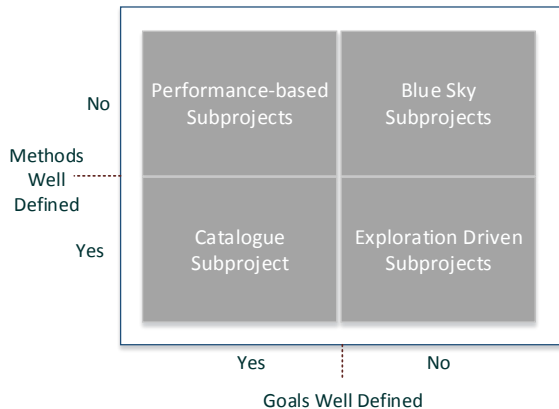 No
Performance-based
Subprojects
Blue Sky
Subprojects
Methods
Well
Defined
Yes
Catalogue
Subproject
Exploration Driven
Subprojects
Yes
No
Goals Well Defined